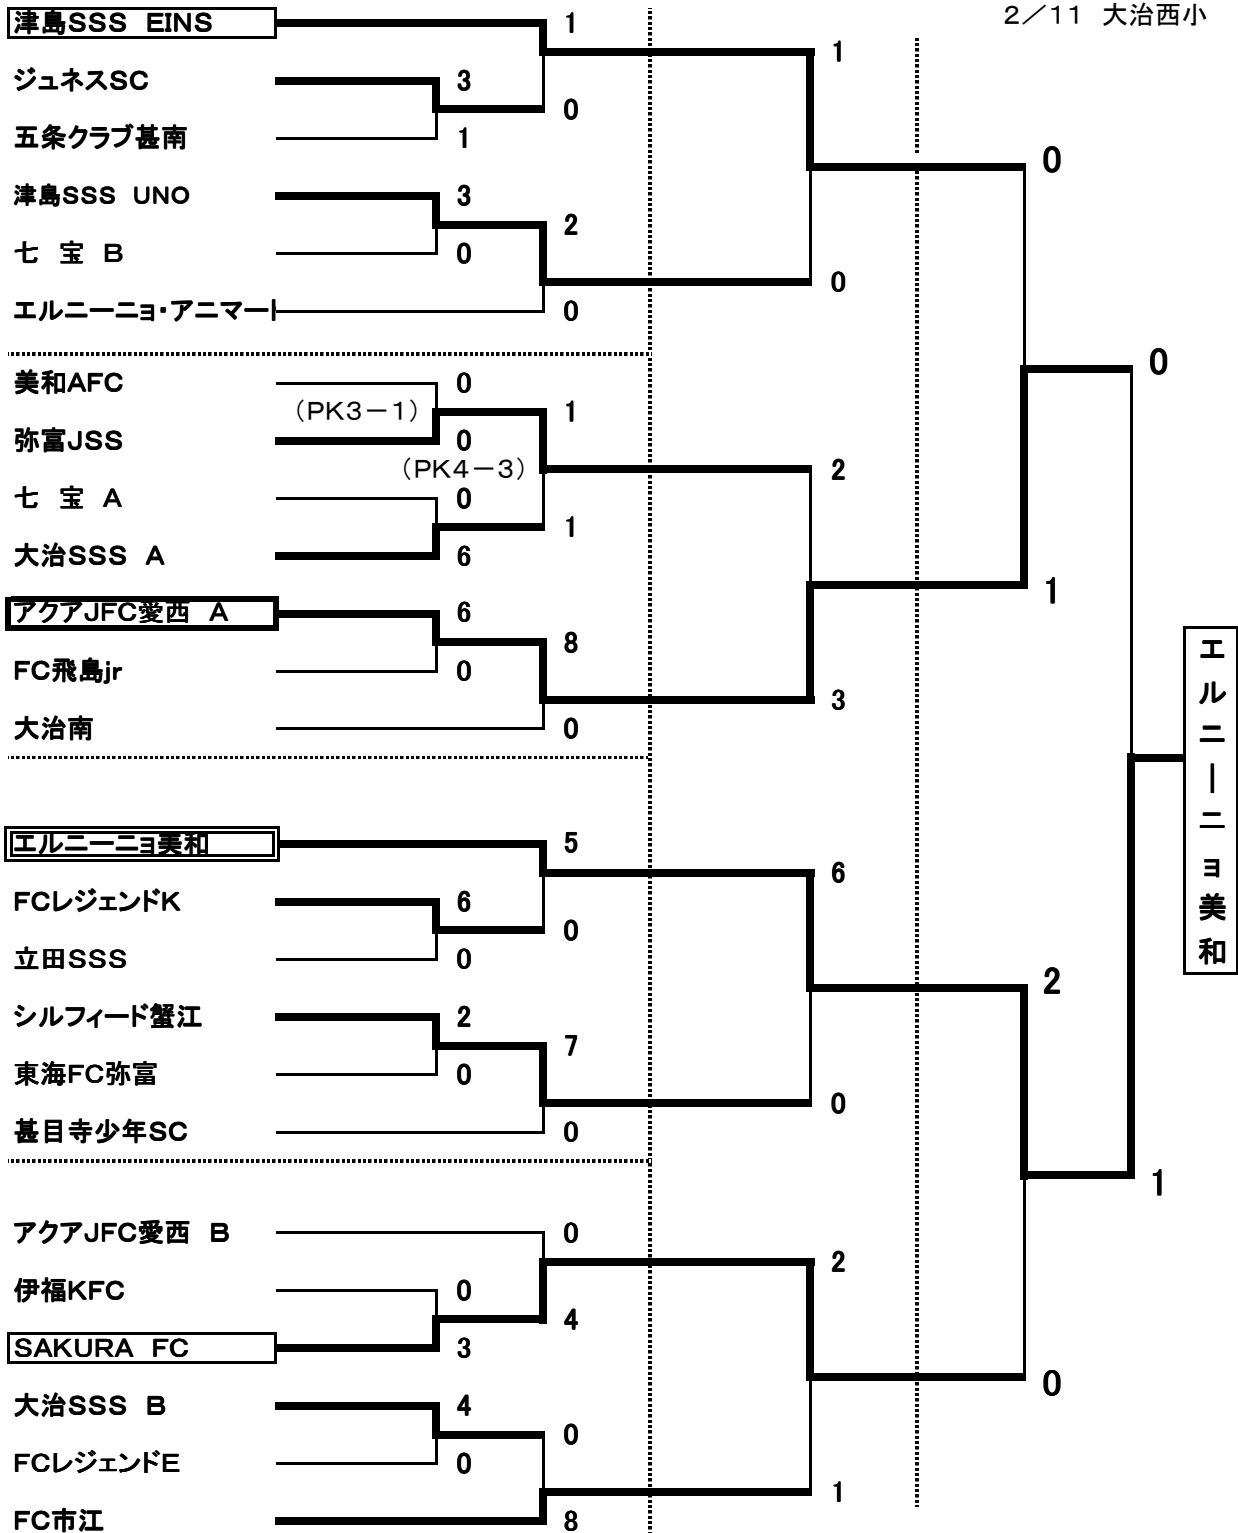 2／11　大治西小
津島SSS　EINS
1
1
ジュネスSC
3
0
五条クラブ甚南
1
0
津島SSS　UNO
3
2
七　宝　B
0
0
エルニーニョ・アニマート
0
0
美和AFC
0
（PK3－1）
1
弥富JSS
0
（PK4－3）
2
七　宝　A
0
1
大治SSS　A
6
1
アクアJFC愛西　A
6
8
FC飛島jr
0
3
大治南
0
エルニーニョ美和
エルニーニョ美和
5
6
FCレジェンドK
6
0
立田SSS
0
2
シルフィード蟹江
2
7
東海FC弥富
0
0
甚目寺少年SC
0
1
アクアJFC愛西　B
0
2
伊福KFC
0
4
SAKURA　FC
3
0
大治SSS　B
4
0
FCレジェンドE
0
1
FC市江
8